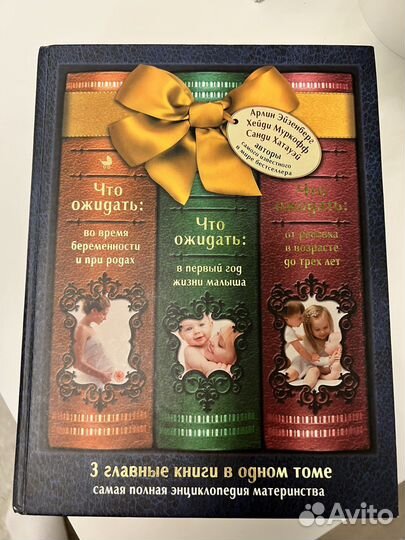 Арлин Эйзенберг
Хейди Муркофф
Санди Хатауэй
авторы
самого известного
в мире бестселлера
Что
ожидать:
во время
беременности
и при родах
Что
ожидать:
в первый год
жизни малыша
Что
ожидать:
от ребёнка
в возрасте
до трех лет
3 главные книги в одном томе
самая полная энциклопедия материнства
Avito